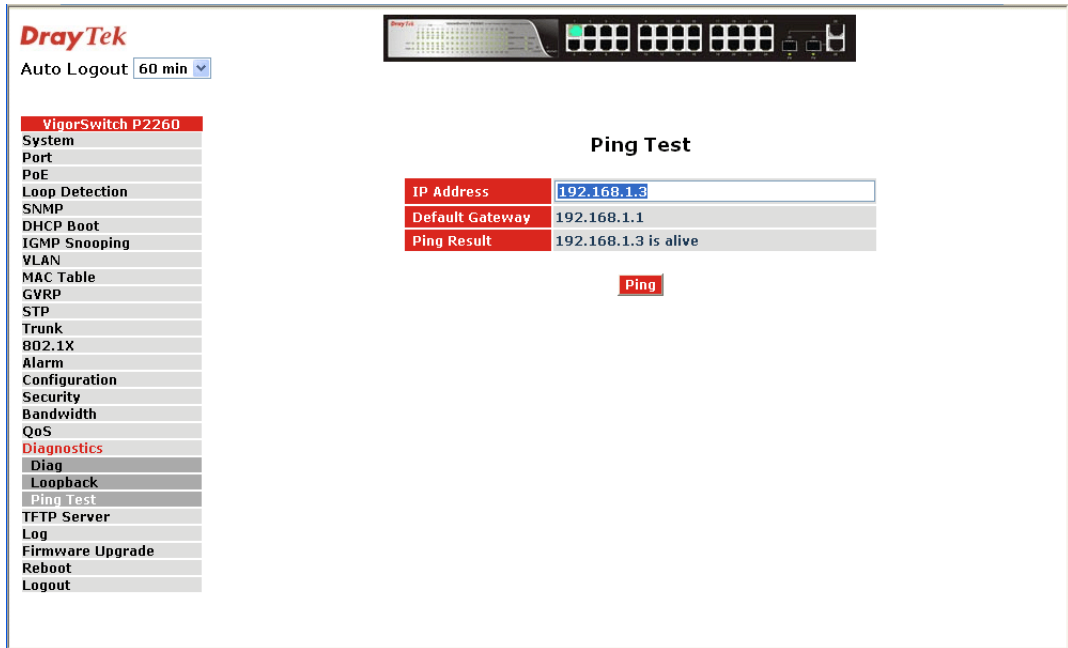 DrayTek
Auto Logout 60 min
VigorSwitch P2260
System
Port
PoE
Loop Detection
SNMP
DHCP Boot
IGMP Snooping
VLAN
MAC Table
GVRP
STP
Trunk
802.1X
Alarm
Configuration
Security
Bandwidth
QoS
Diagnostics
Diag
Loopback
Ping Test
TFTP Server
Log
Firmware Upgrade
Reboot
Logout
DrayTek
Ping Test
IP Address 192.168.1.3
Default Gateway 192.168.1.1
Ping Result 192.168.1.3 is alive
Ping